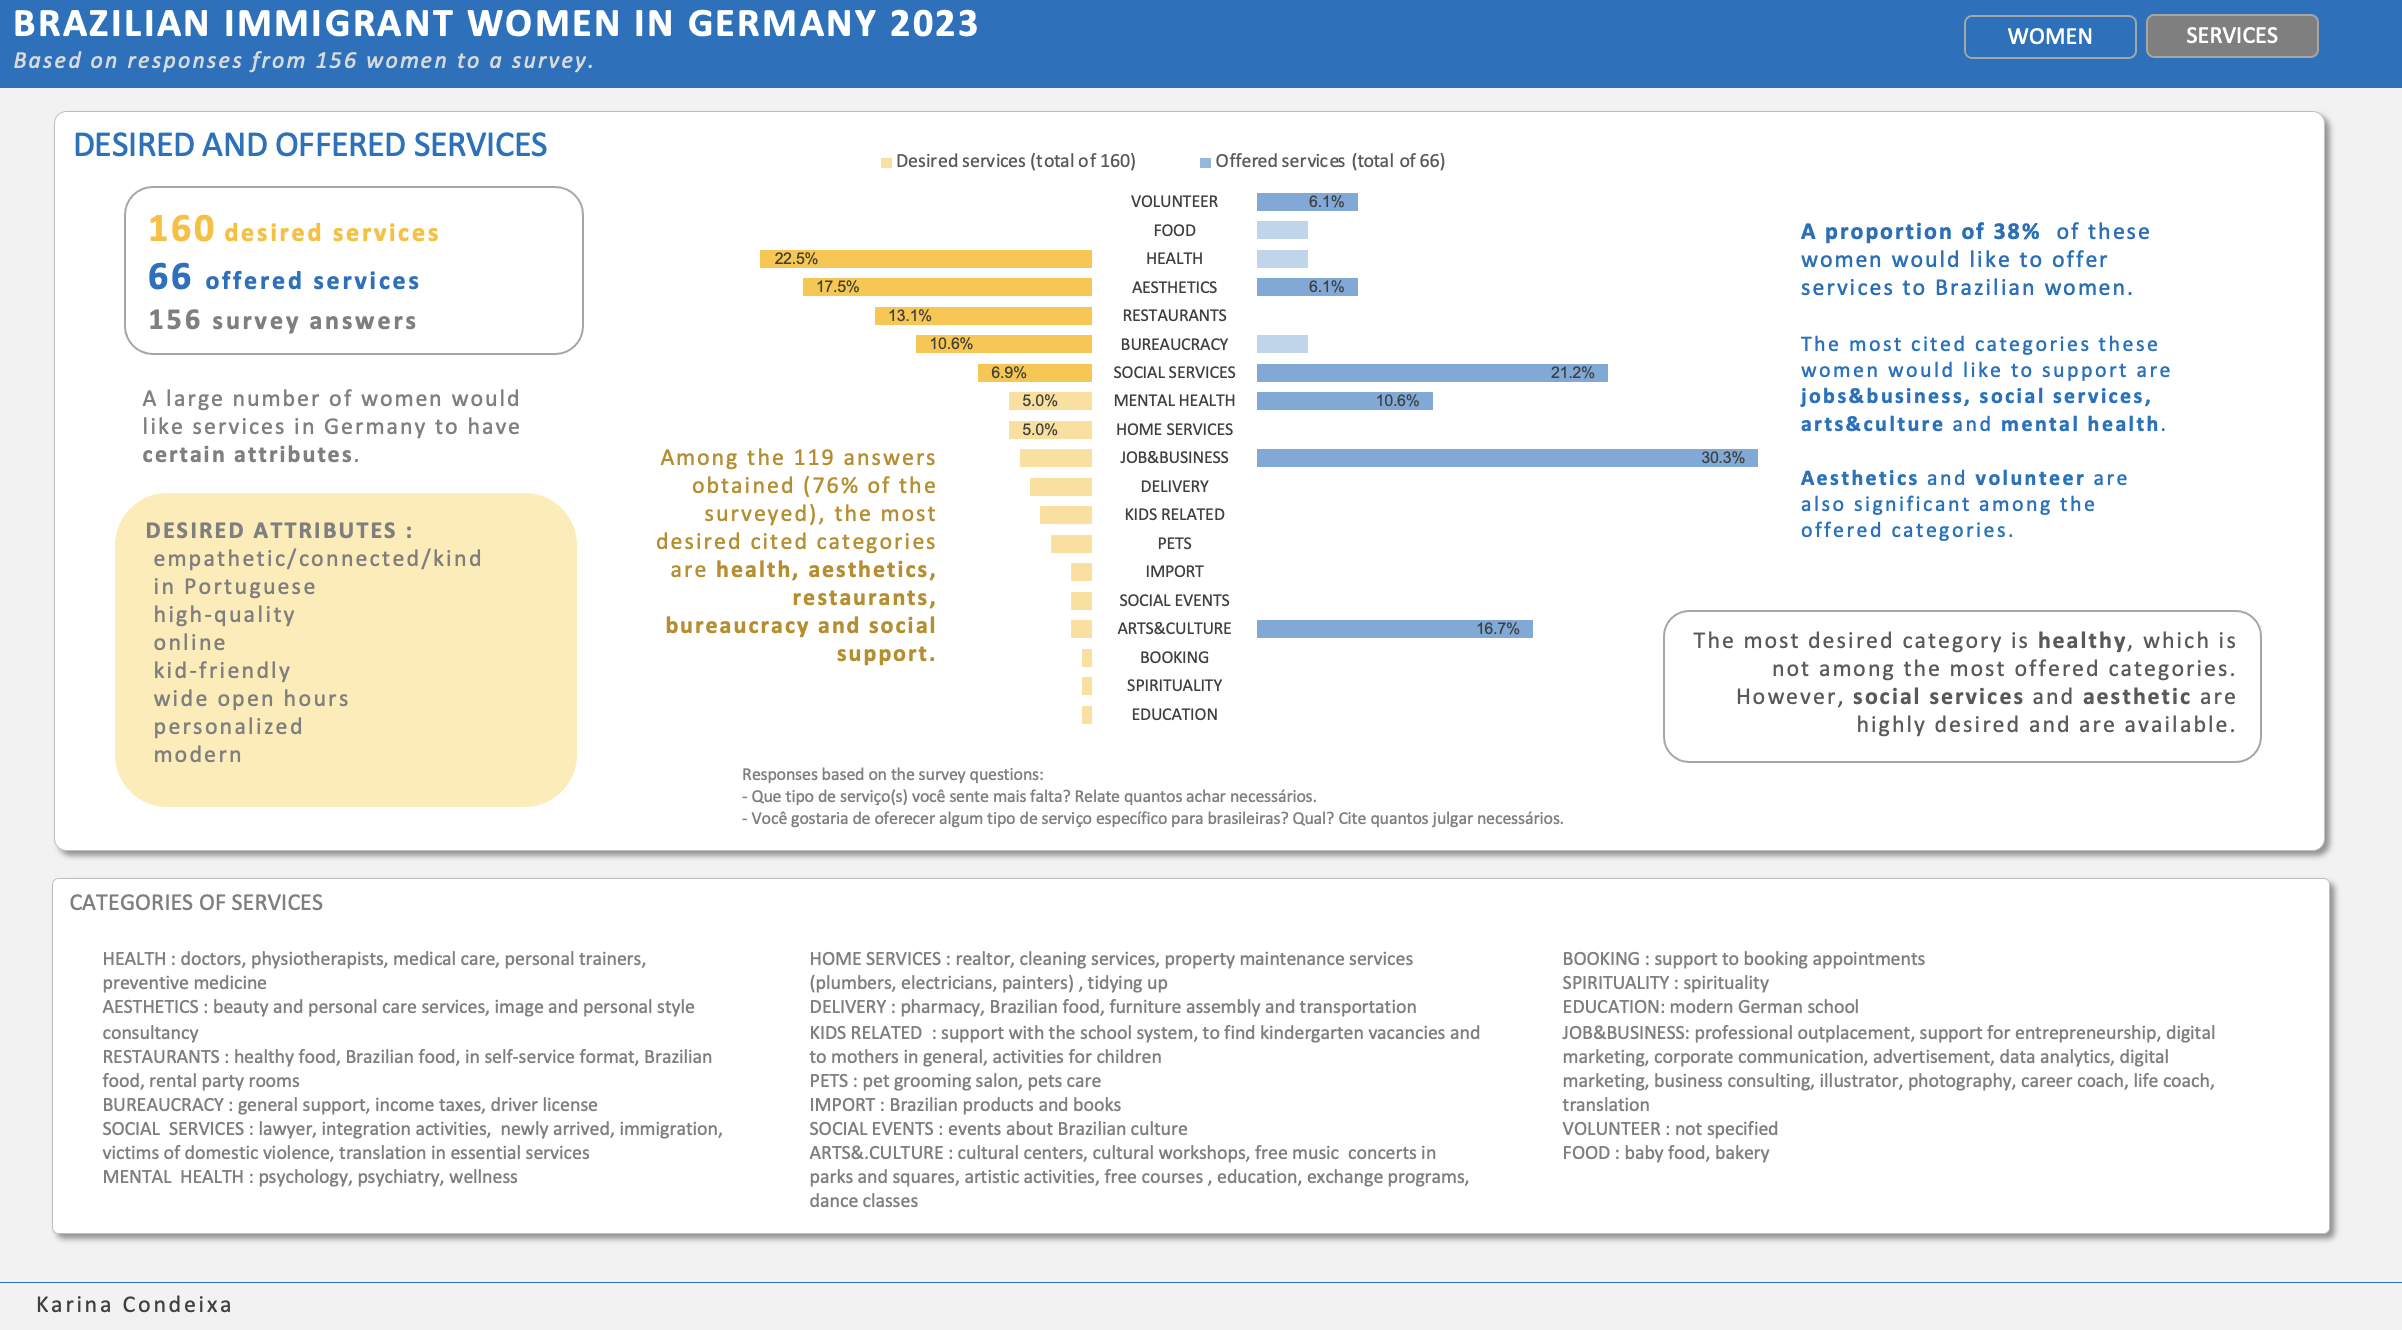 BRAZILIAN IMMIGRANT WOMEN IN GERMANY 2023
Based on responses from 156 women to a survey.
WOMEN
SERVICES
DESIRED AND OFFERED SERVICES
160 desired services
66 offered services
156 survey answers
A large number of women would
like services in Germany to have
certain attributes.
DESIRED ATTRIBUTES :
empathetic/connected/kind
in Portuguese
high-quality
online
kid-friendly
wide open hours
personalized
modern
Desired services (total of 160)
Offered services (total of 66)
VOLUNTEER 6.1%
FOOD
22.5% HEALTH
17.5% AESTHETICS 6.1%
13.1% RESTAURANTS
10.6% BUREAUCRACY
6.9% SOCIAL SERVICES 21.2%
5.0% MENTAL HEALTH 10.6%
5.0% HOME SERVICES
JOB&BUSINESS 30.3%
DELIVERY
KIDS RELATED
PETS
IMPORT
SOCIAL EVENTS
ARTS&CULTURE 16.7%
BOOKING
SPIRITUALITY
EDUCATION
Among the 119 answers
obtained (76% of the
surveyed), the most
desired cited categories
are health, aesthetics,
restaurants,
bureaucracy and social
support.
A proportion of 38%  of these
women would like to offer
services to Brazilian women.
The most cited categories these
women would like to support are
jobs&business, social services,
arts&culture and mental health.
Aesthetics and volunteer are
also significant among the
offered categories.
The most desired category is healthy, which is
not among the most offered categories.
However, social services and aesthetic are
highly desired and are available.
Responses based on the survey questions:
- Que tipo de serviço(s) você sente mais falta? Relate quantos achar necessários.
- Você gostaria de oferecer algum tipo de serviço específico para brasileiras? Qual? Cite quantos julgar necessários.
CATEGORIES OF SERVICES
HEALTH : doctors, physiotherapists, medical care, personal trainers,
preventive medicine
AESTHETICS : beauty and personal care services, image and personal style
consultancy
RESTAURANTS : healthy food, Brazilian food, in self-service format, Brazilian
food, rental party rooms
BUREAUCRACY : general support, income taxes, driver license
SOCIAL  SERVICES : lawyer, integration activities,  newly arrived, immigration,
victims of domestic violence, translation in essential services
MENTAL  HEALTH : psychology, psychiatry, wellness
HOME SERVICES : realtor, cleaning services, property maintenance services
(plumbers, electricians, painters) , tidying up
DELIVERY : pharmacy, Brazilian food, furniture assembly and transportation
KIDS RELATED  : support with the school system, to find kindergarten vacancies and
to mothers in general, activities for children
PETS : pet grooming salon, pets care
IMPORT : Brazilian products and books
SOCIAL EVENTS : events about Brazilian culture
ARTS&.CULTURE : cultural centers, cultural workshops, free music  concerts in
parks and squares, artistic activities, free courses , education, exchange programs,
dance classes
BOOKING : support to booking appointments
SPIRITUALITY : spirituality
EDUCATION: modern German school
JOB&BUSINESS: professional outplacement, support for entrepreneurship, digital
marketing, corporate communication, advertisement, data analytics, digital
marketing, business consulting, illustrator, photography, career coach, life coach,
translation
VOLUNTEER : not specified
FOOD : baby food, bakery
Karina Condeixa